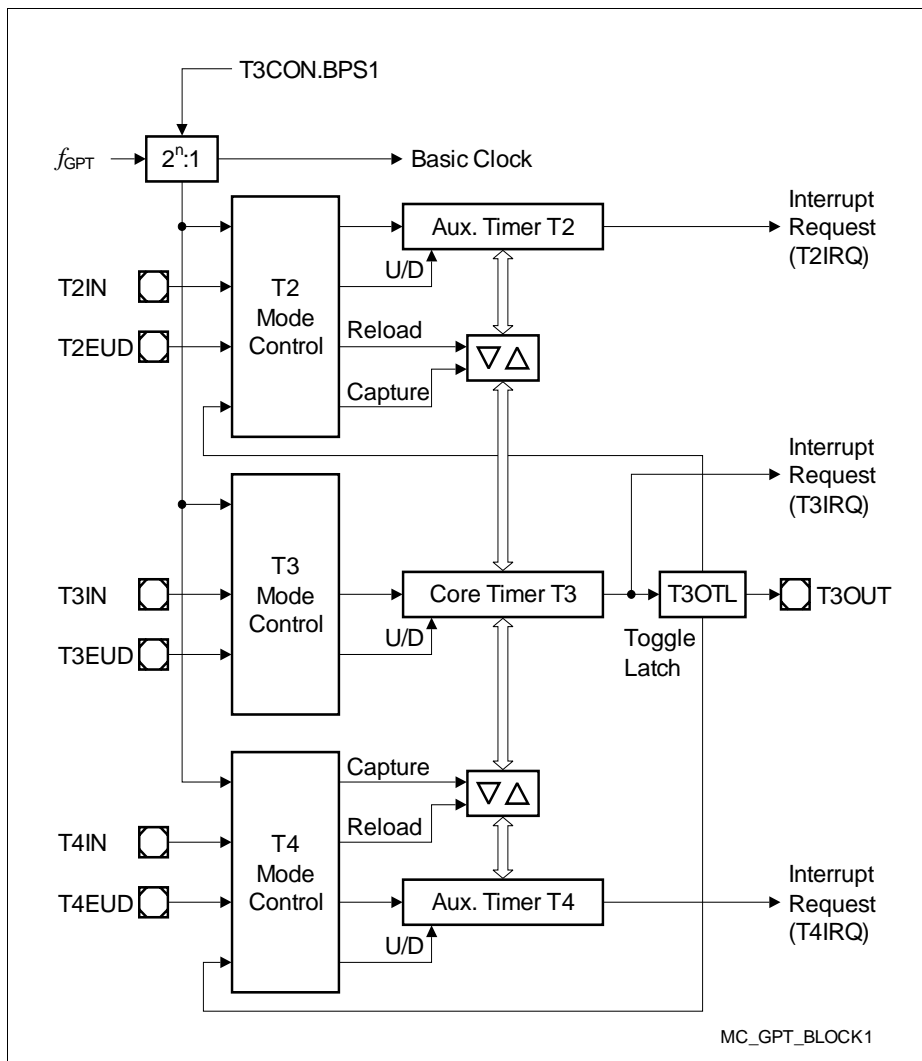 T3CON.BPS1
fGPT
2ⁿ:1
Basic Clock
Interrupt
Request
(T2IRQ)
Aux. Timer T2
U/D
T2IN
T2
Mode
Control
T2EUD
Reload
Capture
Interrupt
Request
(T3IRQ)
T3
Mode
Control
T3IN
Core Timer T3
T3OTL
T3OUT
U/D
T3EUD
Toggle
Latch
Capture
Reload
T4IN
T4
Mode
Control
T4EUD
Aux. Timer T4
U/D
Interrupt
Request
(T4IRQ)
MC_GPT_BLOCK1